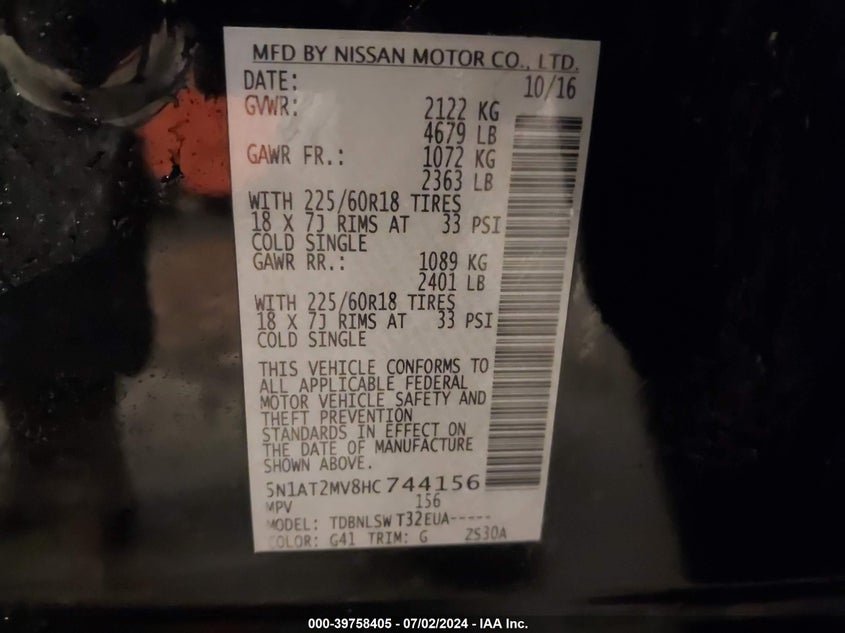 MFD BY NISSAN MOTOR CO., LTD.
DATE: 10/16
GVWR: 2122 KG
4679 LB
GAWR FR.: 1072 KG
2363 LB
WITH 225/60R18 TIRES
18 X 7J RIMS AT 33 PSI
COLD SINGLE
GAWR RR.: 1089 KG
2401 LB
WITH 225/60R18 TIRES
18 X 7J RIMS AT 33 PSI
COLD SINGLE
THIS VEHICLE CONFORMS TO
ALL APPLICABLE FEDERAL
MOTOR VEHICLE SAFETY AND
THEFT PREVENTION
STANDARDS IN EFFECT ON
THE DATE OF MANUFACTURE
SHOWN ABOVE.
5N1AT2MV8HC744156
MPV 156
MODEL: TDBNLSW T32EUA-----
COLOR: G41 TRIM: G ZS30A
000-39758405 - 07/02/2024 - IAA Inc.